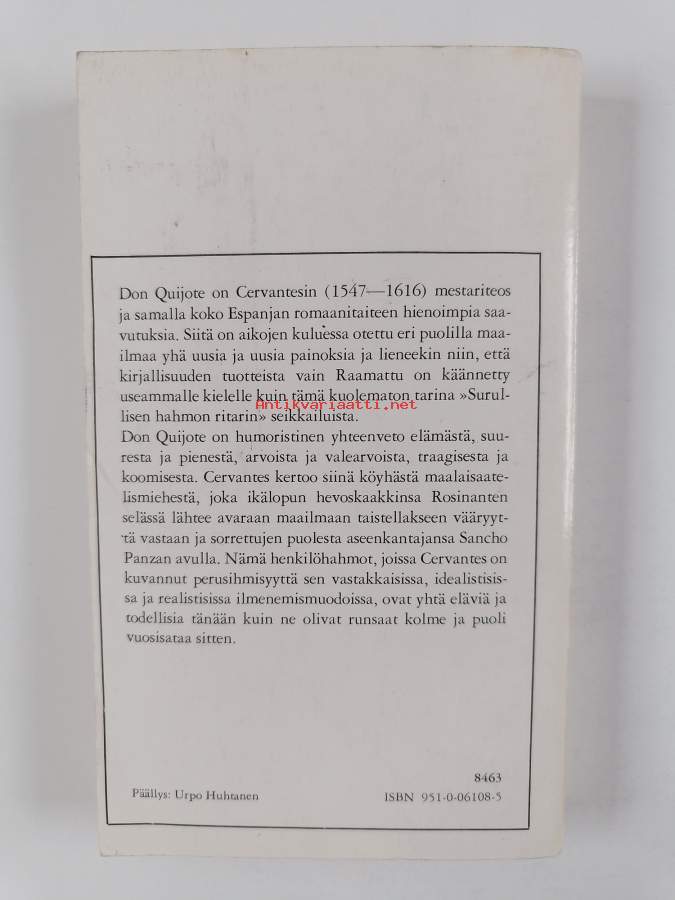 Don Quijote on Cervantesin (1547—1616) mestariteos
ja samalla koko Espanjan romaanitaiteen hienoimpia saa-
vutuksia. Siitä on aikojen kuluessa otettu eri puolilla maa-
ilmaa yhä uusia ja uusia painoksia ja lieneekin niin, että
kirjallisuuden tuotteista vain Raamattu on käännetty
useammalle kielelle kuin tämä kuolematon tarina »Surul-
Antikvariaatti.net
lisen hahmon ritarin» seikkailuista.
Don Quijote on humoristinen yhteenveto elämästä, suu-
resta ja pienestä, arvoista ja valearvoista, traagisesta ja
koomisesta. Cervantes kertoo siinä köyhästä maalaisaate-
lismiehestä, joka ikälopun hevoskaakkinsa Rosinanten
selässä lähtee avaraan maailmaan taistellakseen vääryyt-
tä vastaan ja sorrettujen puolesta aseenkantajansa Sancho
Panzan avulla. Nämä henkilöhahmot, joissa Cervantes on
kuvannut perusihmisyyttä sen vastakkaisissa, idealistisis-
sa ja realistisissa ilmenemismuodoissa, ovat yhtä eläviä ja
todellisia tänään kuin ne olivat runsaat kolme ja puoli
vuosisataa sitten.
8463
Päällys: Urpo Huhtanen ISBN 951-0-06108-5